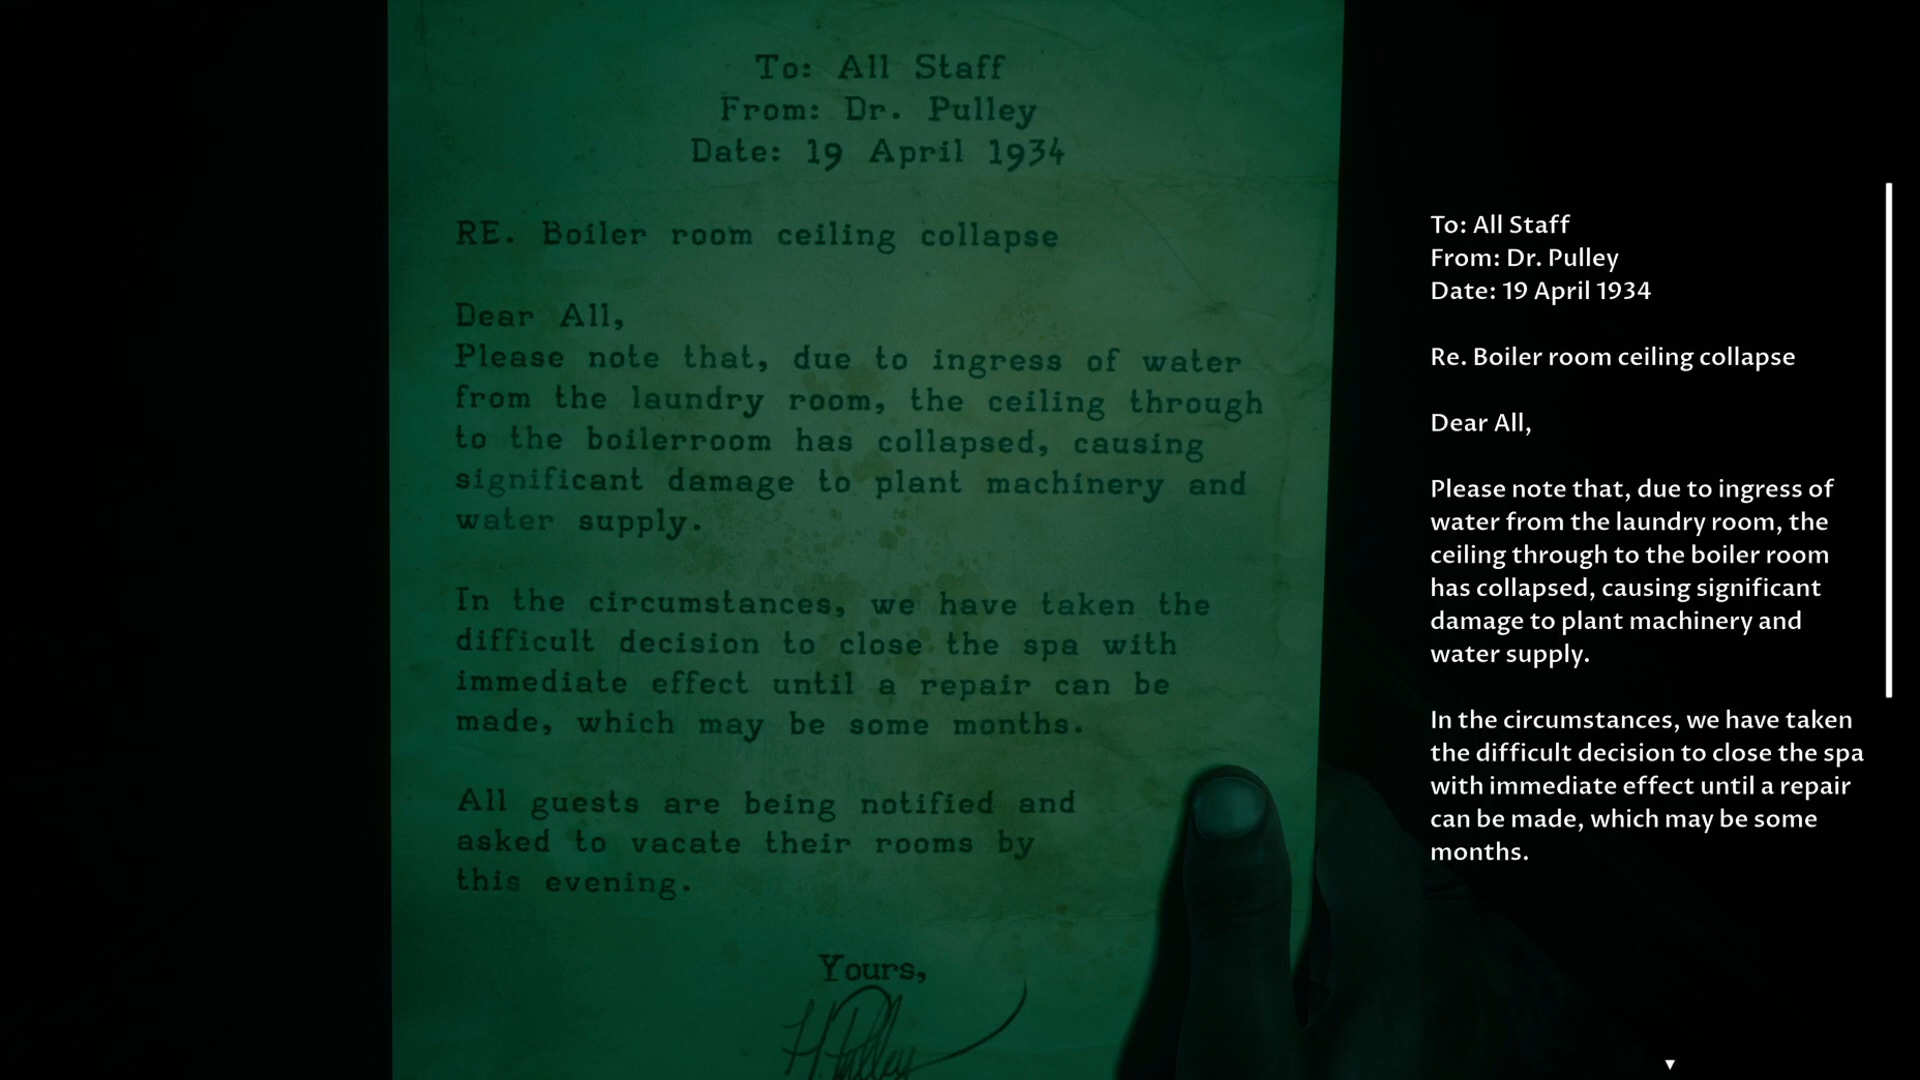 To: All Staff
From: Dr. Pulley
Date: 19 April 1934
RE. Boiler room ceiling collapse
Dear All,
Please note that, due to ingress of water
from the laundry room, the ceiling through
to the boilerroom has collapsed, causing
significant damage to plant machinery and
water supply.
In the circumstances, we have taken the
difficult decision to close the spa with
immediate effect until a repair can be
made, which may be some months.
All guests are being notified and
asked to vacate their rooms by
this evening.
Yours,
H. Pulley
To: All Staff
From: Dr. Pulley
Date: 19 April 1934
Re. Boiler room ceiling collapse
Dear All,
Please note that, due to ingress of
water from the laundry room, the
ceiling through to the boiler room
has collapsed, causing significant
damage to plant machinery and
water supply.
In the circumstances, we have taken
the difficult decision to close the spa
with immediate effect until a repair
can be made, which may be some
months.